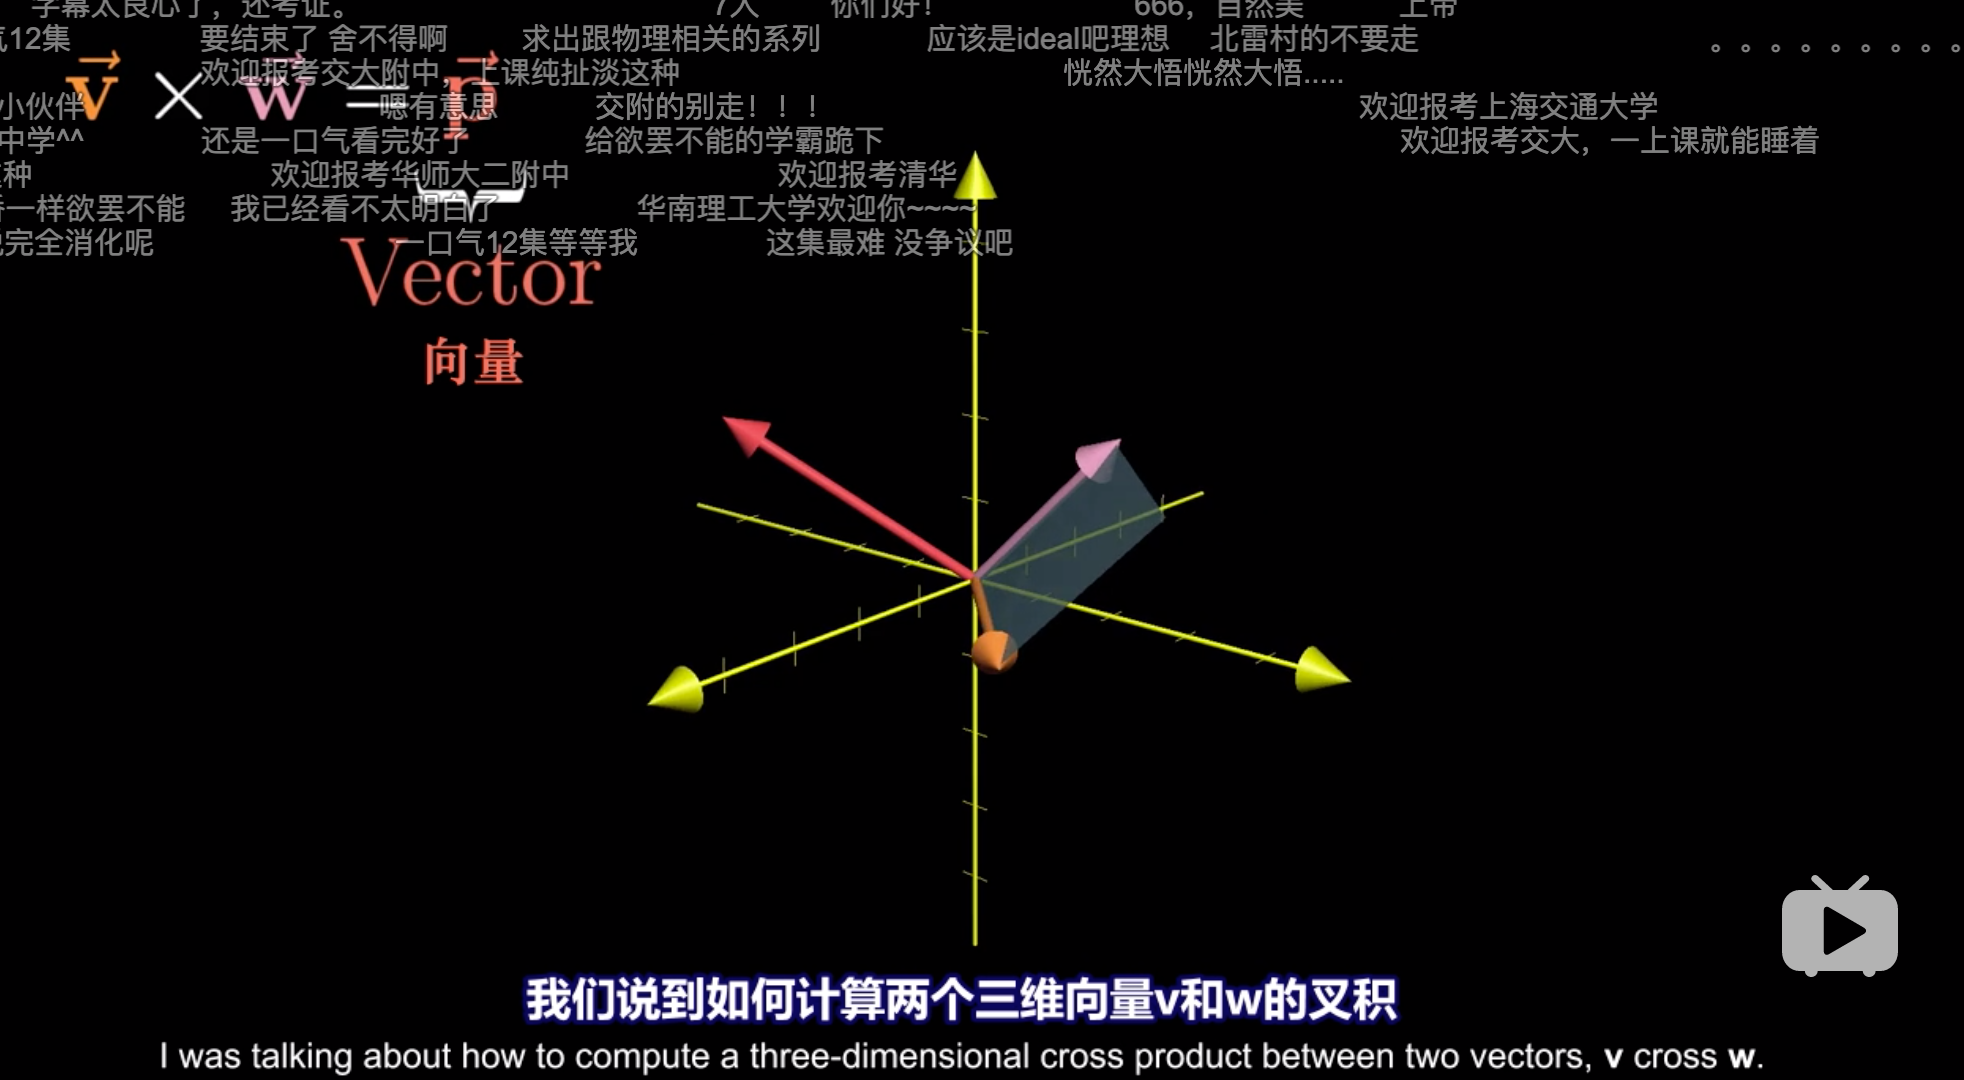 字幕太良心了，还考证。 7人 你们好！ 666，自然美 上帝
12集 要结束了 舍不得啊 求出跟物理相关的系列 应该是ideal吧理想 北雷村的不要走 。。。。。。。。。
欢迎报考交大附中，上课纯扯淡这种 恍然大悟恍然大悟.....
v × w = p
小伙伴 嗯有意思 交附的别走！！！ 欢迎报考上海交通大学
中学^^ 还是一口气看完好了 给欲罢不能的学霸跪下 欢迎报考交大，一上课就能睡着
种 欢迎报考华师大二附中 欢迎报考清华
一样欲罢不能 我已经看不太明白了 华南理工大学欢迎你~~~~
完全消化呢 一口气12集等等我 这集最难 没争议吧
Vector
向量
我们说到如何计算两个三维向量v和w的叉积
I was talking about how to compute a three-dimensional cross product between two vectors, v cross w.